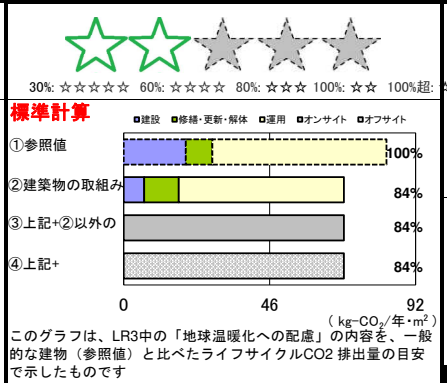 30%: ☆☆☆☆☆ 60%: ☆☆☆☆ 80%: ☆☆☆ 100%: ☆☆ 100%超:
標準計算
■建設 ■修繕・更新・解体 ■運用 ■オンサイト ■オフサイト
①参照値
100%
②建築物の取組み
84%
③上記+②以外の
84%
④上記+
84%
0 46 92
( kg-CO2/年・m² )
このグラフは、LR3中の「地球温暖化への配慮」の内容を、一般
的な建物（参照値）と比べたライフサイクルCO2 排出量の目安
で示したものです